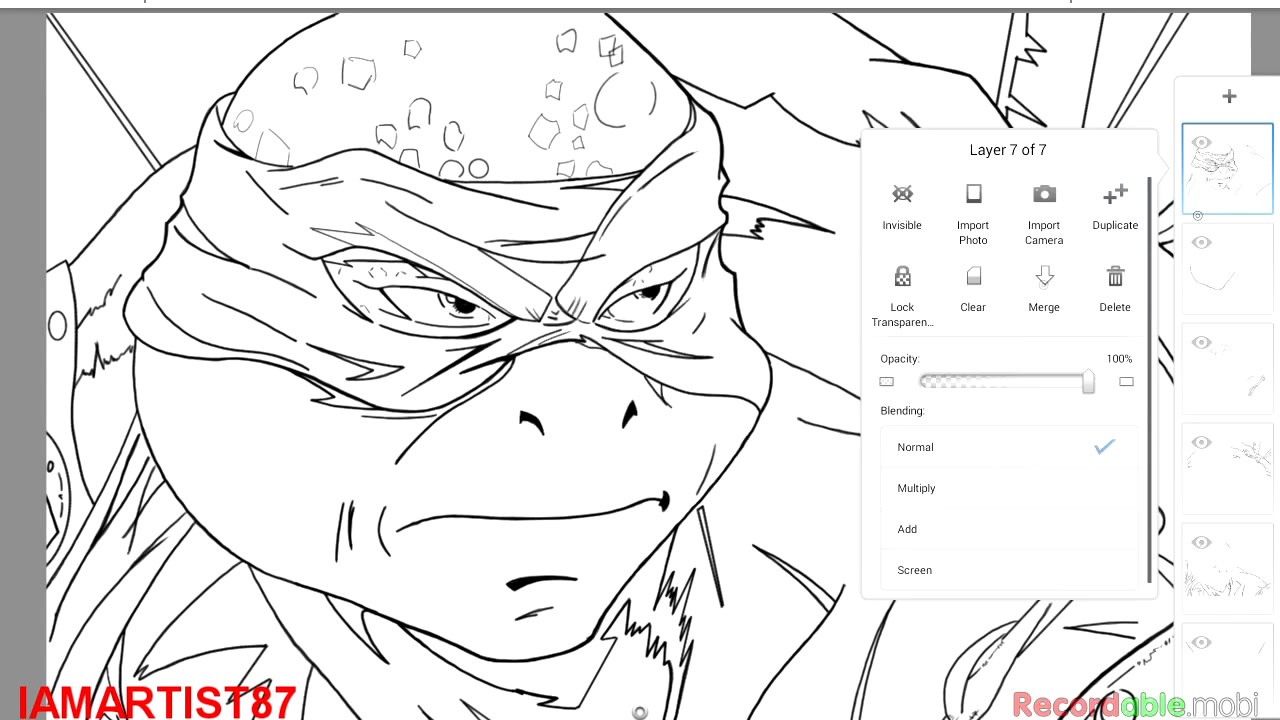 Layer 7 of 7
Invisible
Import Photo
Import Camera
Duplicate
Lock Transparen...
Clear
Merge
Delete
Opacity:
100%
Blending:
Normal
Multiply
Add
Screen
IAMARTIST87
Recordable.mobi